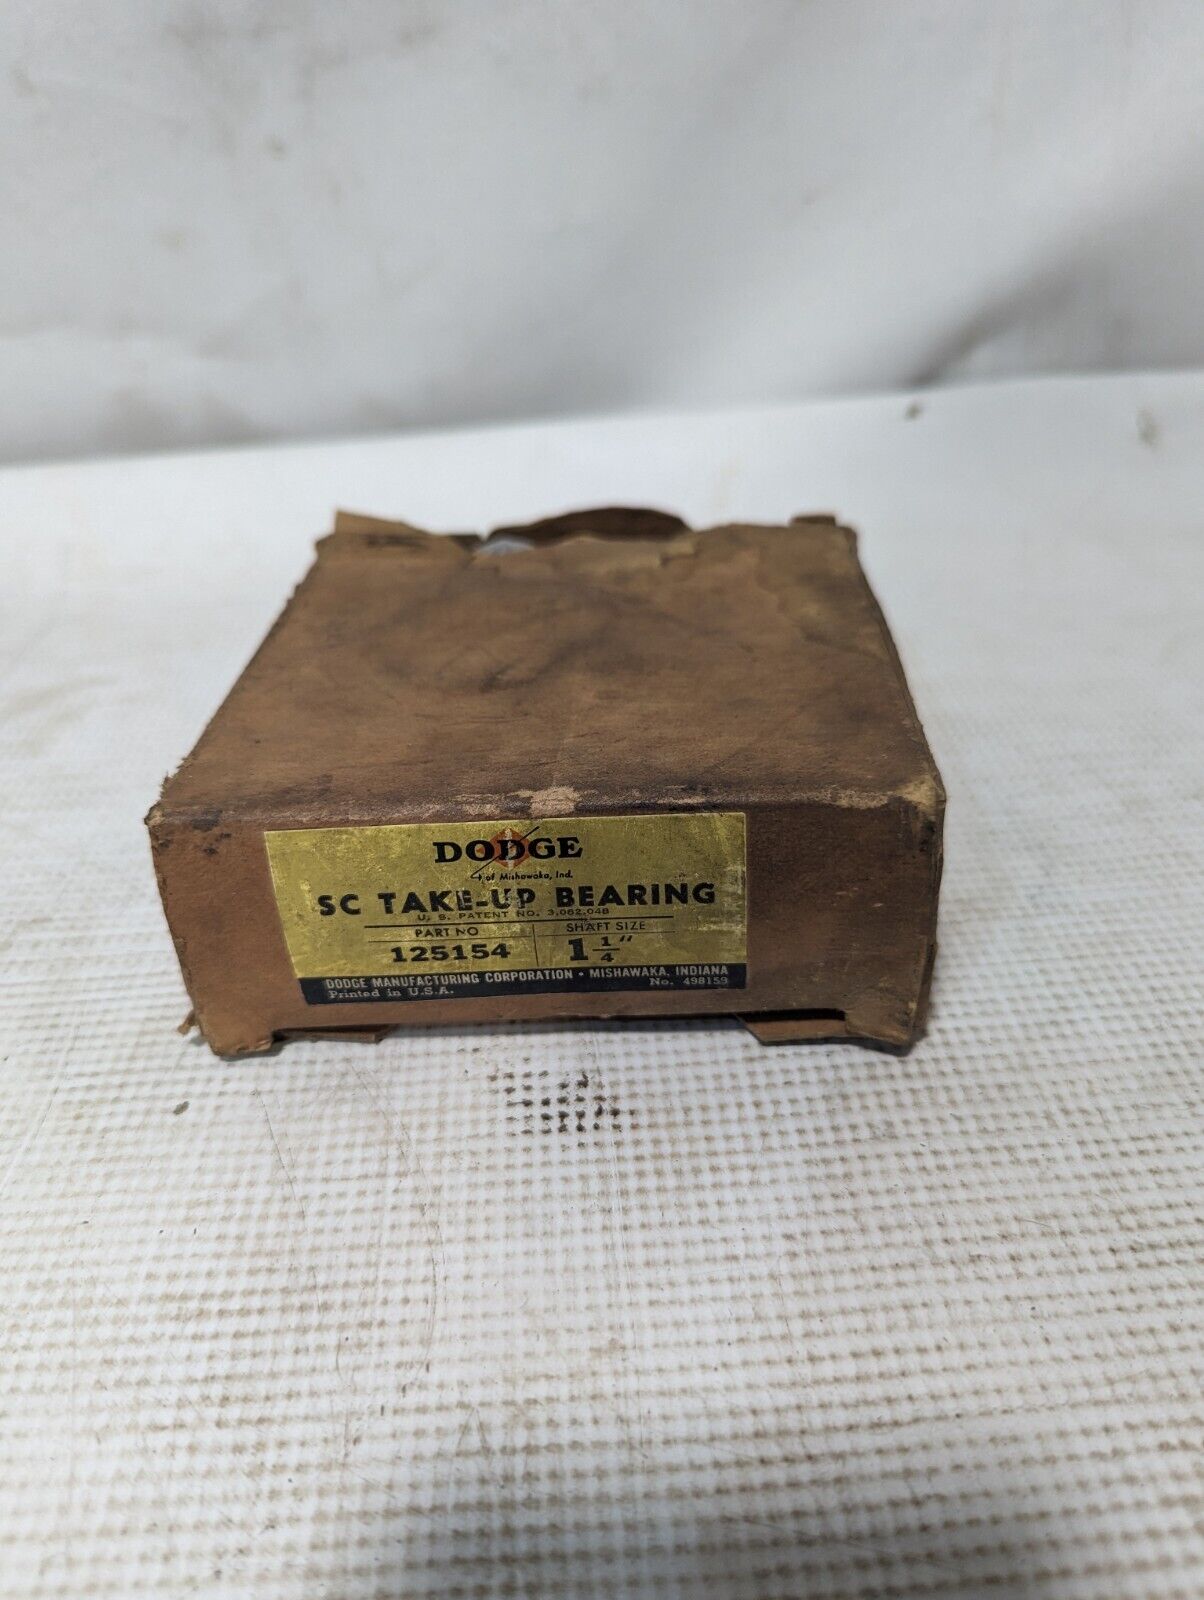 DODGE
of Mishawaka, Ind.
SC TAKE-UP BEARING
U. S. PATENT NO. 3,062,048
PART NO SHAFT SIZE
125154 1 1/4"
DODGE MANUFACTURING CORPORATION • MISHAWAKA, INDIANA
Printed in U.S.A. No. 498159